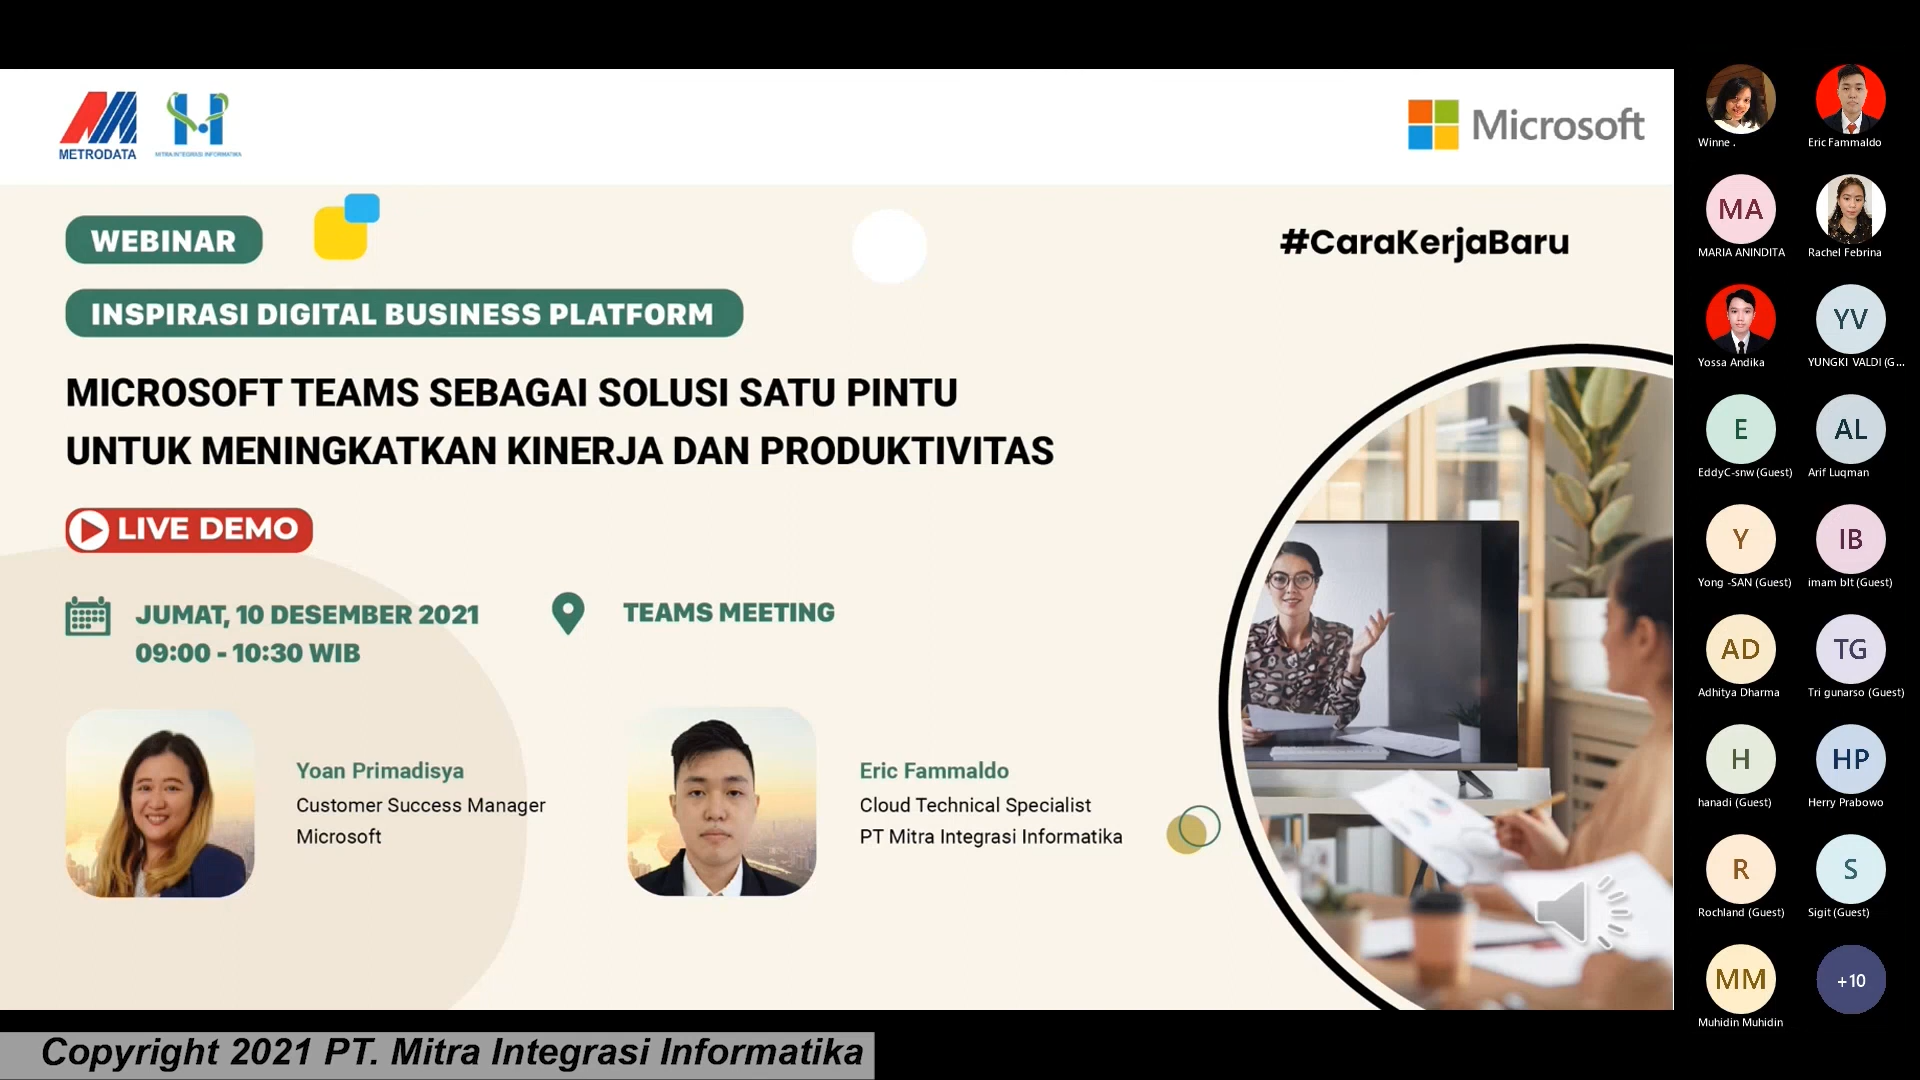 METRODATA
MITRA INTEGRASI INFORMATIKA
Microsoft
WEBINAR
#CaraKerjaBaru
INSPIRASI DIGITAL BUSINESS PLATFORM
MICROSOFT TEAMS SEBAGAI SOLUSI SATU PINTU
UNTUK MENINGKATKAN KINERJA DAN PRODUKTIVITAS
LIVE DEMO
JUMAT, 10 DESEMBER 2021
09:00 - 10:30 WIB
TEAMS MEETING
Yoan Primadisya
Customer Success Manager
Microsoft
Eric Fammaldo
Cloud Technical Specialist
PT Mitra Integrasi Informatika
Copyright 2021 PT. Mitra Integrasi Informatika
Winne .
Eric Fammaldo
MA
MARIA ANINDITA
Rachel Febrina
Yossa Andika
YV
YUNGKI VALDI (G...
E
EddyC-snw (Guest)
AL
Arif Luqman
Y
Yong -SAN (Guest)
IB
imam blt (Guest)
AD
Adhitya Dharma
TG
Tri gunarso (Guest)
H
hanadi (Guest)
HP
Herry Prabowo
R
Rochland (Guest)
S
Sigit (Guest)
MM
Muhidin Muhidin
+10